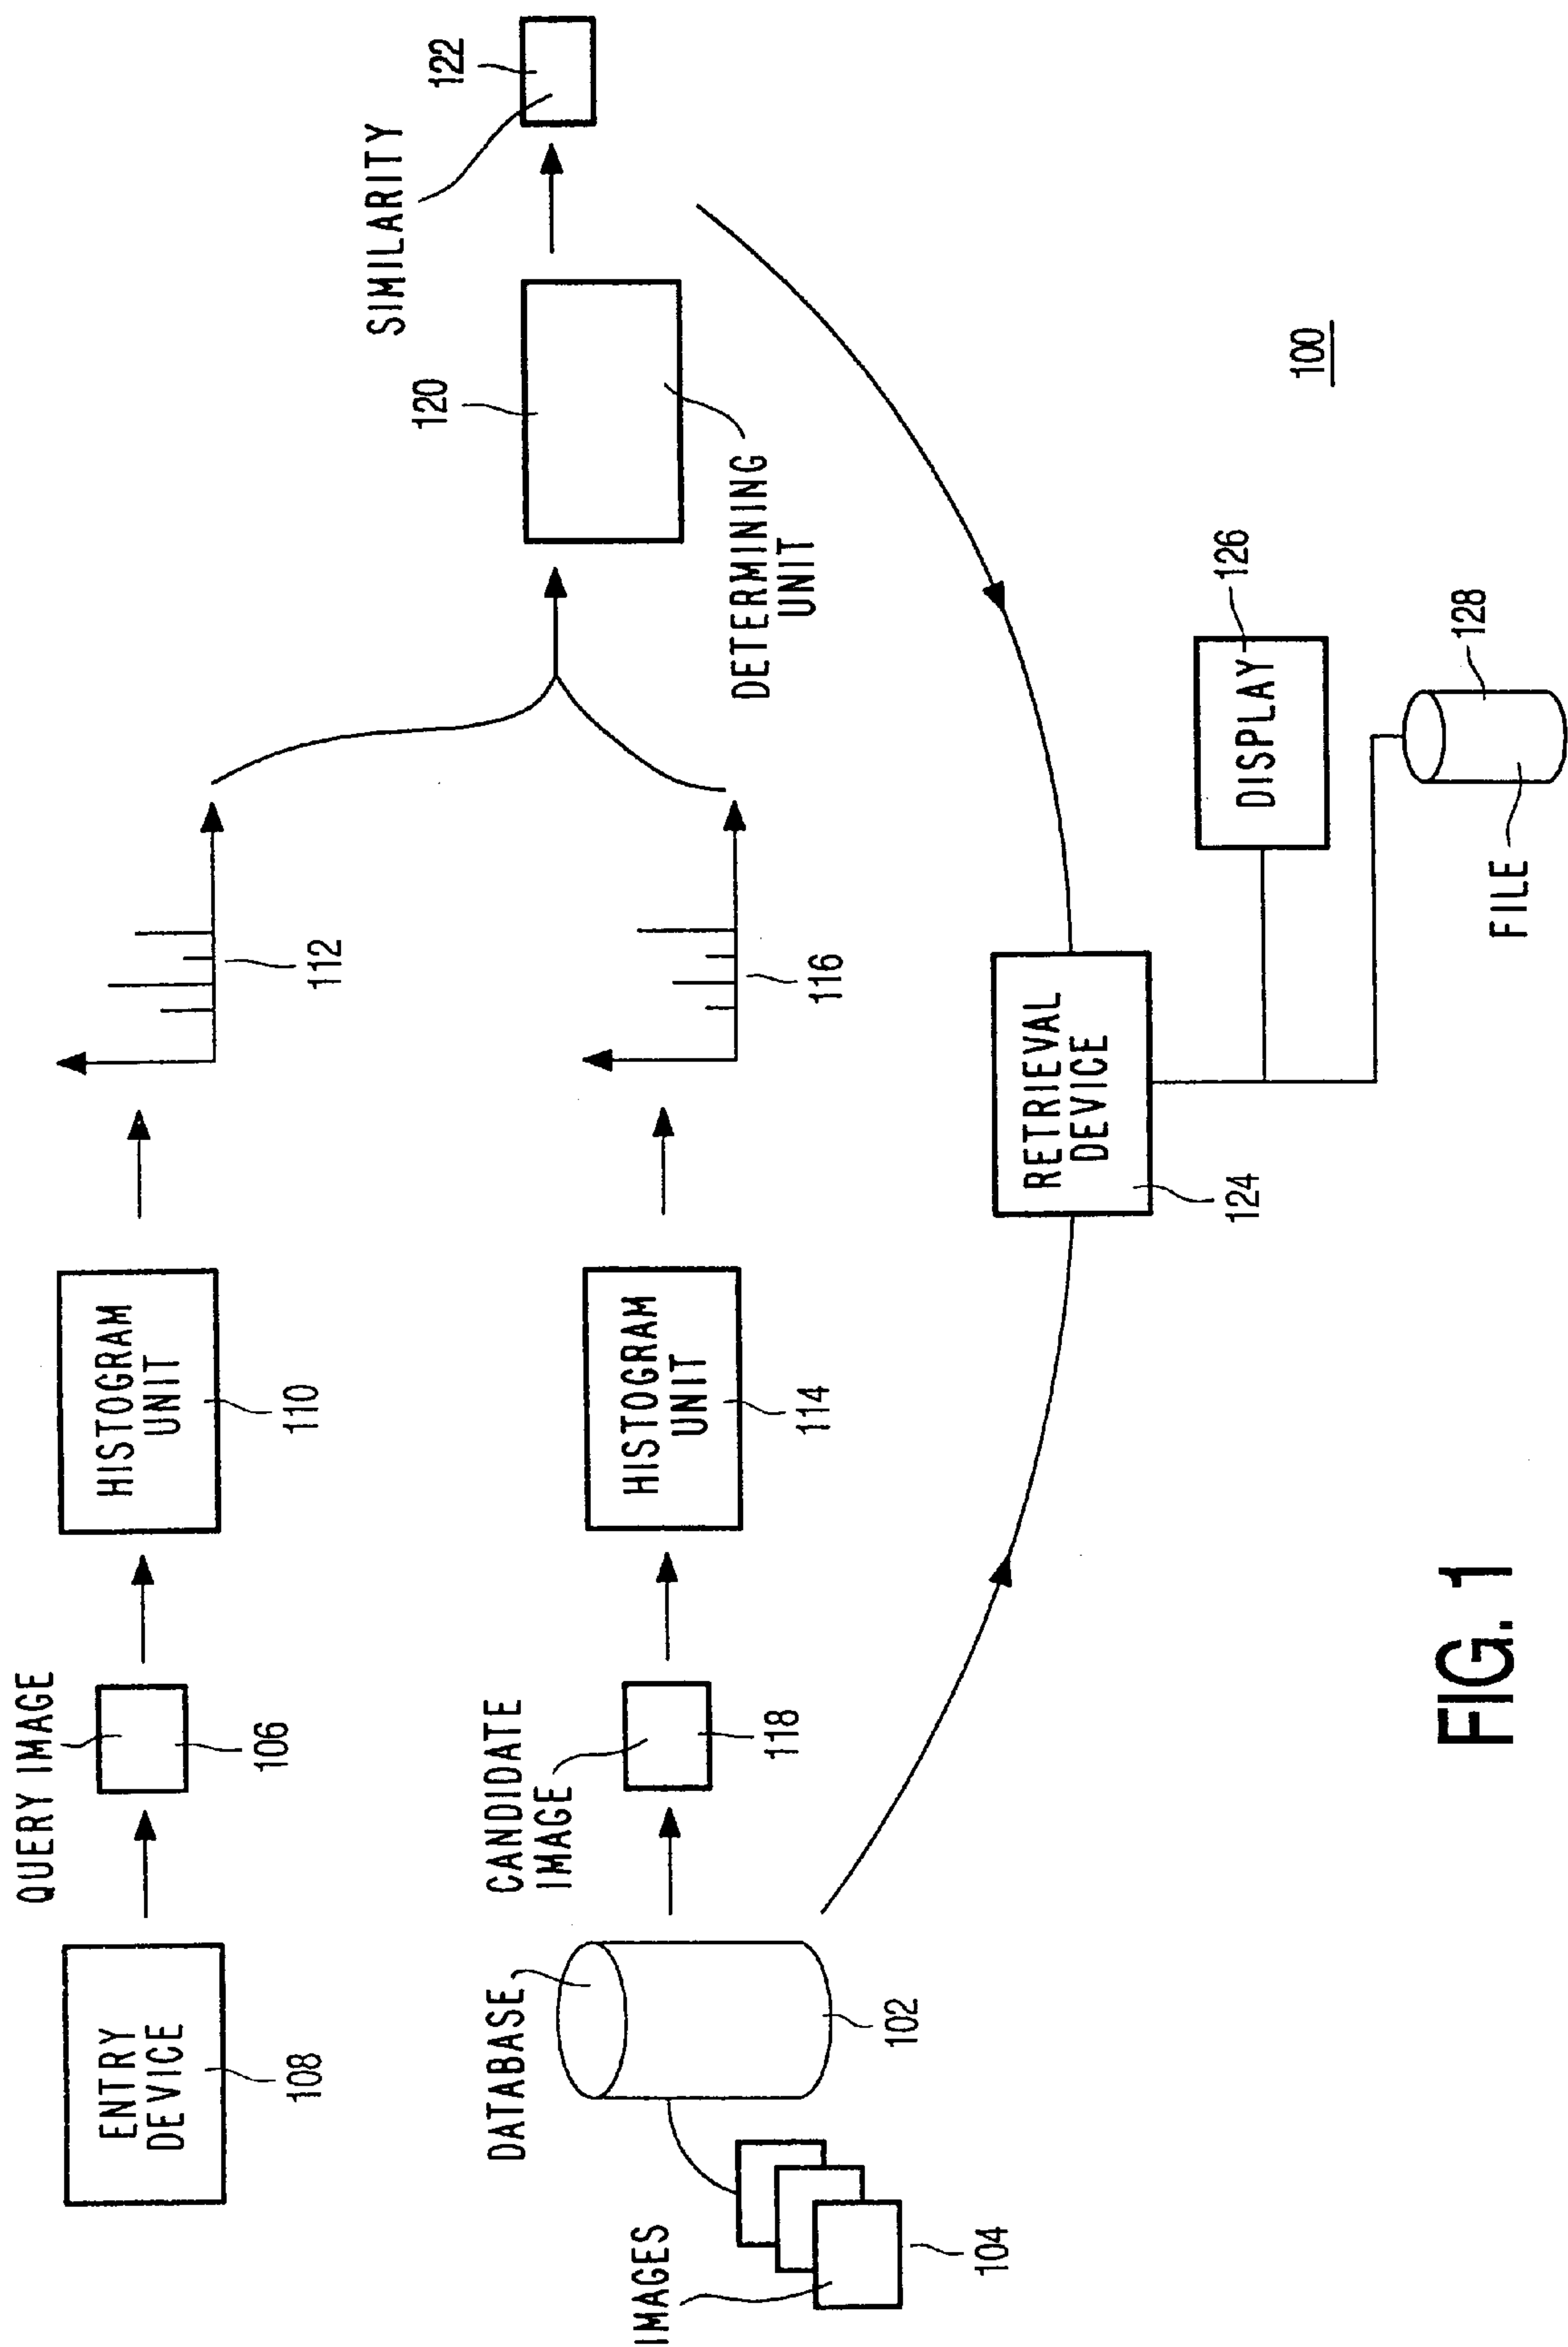 QUERY IMAGE
ENTRY
DEVICE
108
106
HISTOGRAM
UNIT
110
112
SIMILARITY
122
120
DETERMINING
UNIT
DATABASE
CANDIDATE
IMAGE
118
HISTOGRAM
UNIT
114
116
IMAGES
104
102
RETRIEVAL
DEVICE
124
DISPLAY
126
FILE
128
100
FIG. 1